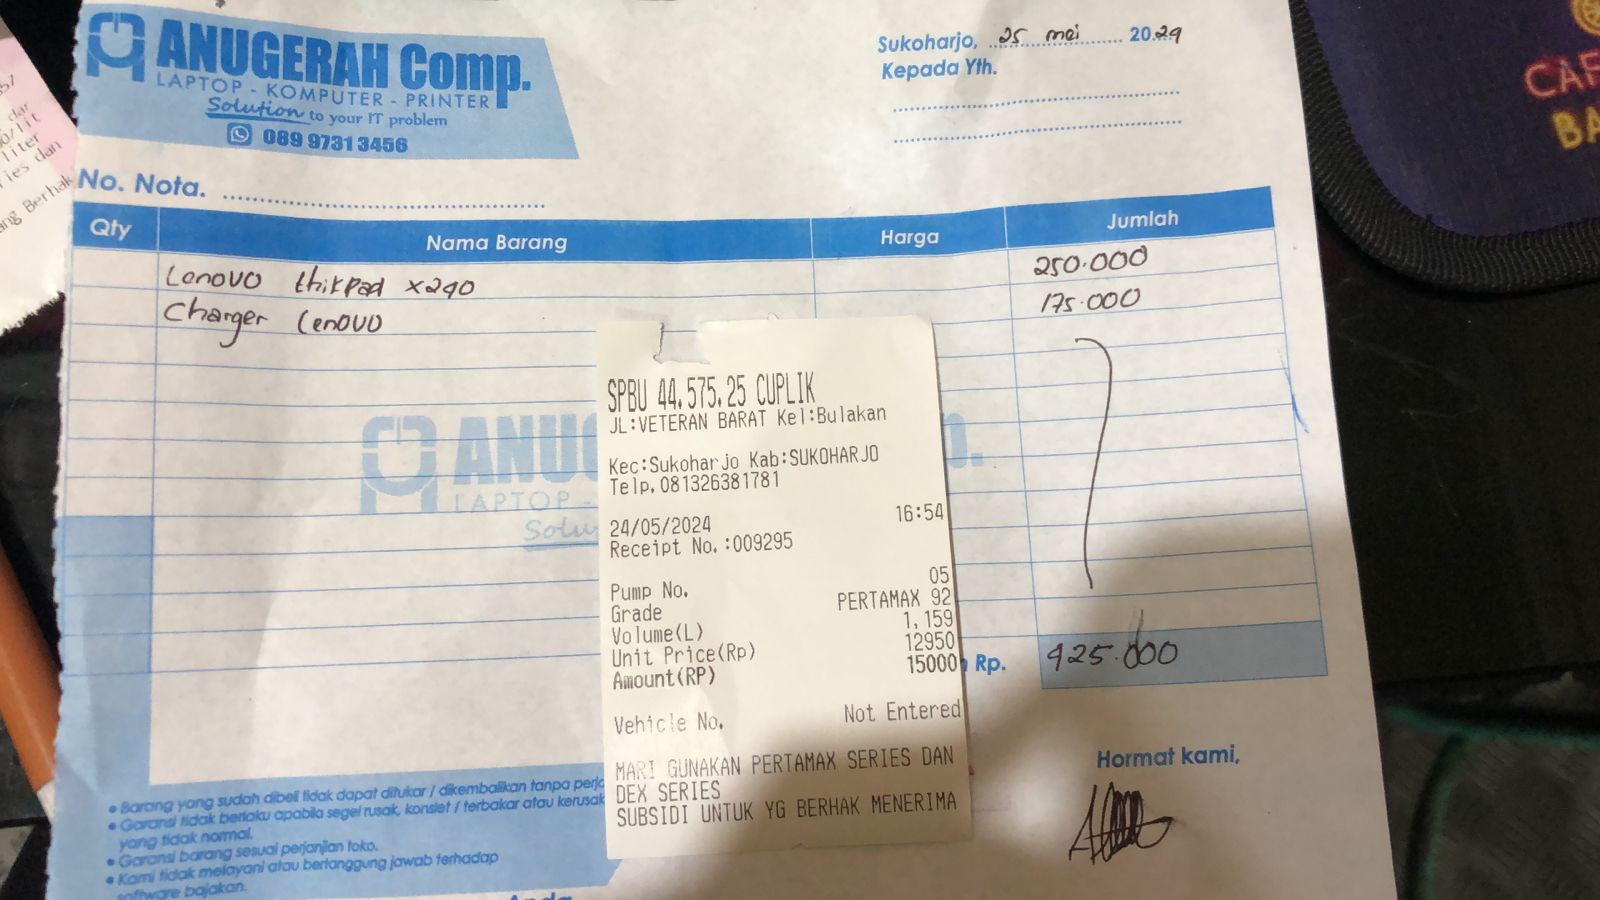 ANUGERAH Comp.
LAPTOP - KOMPUTER - PRINTER
Solution to your IT problem
089 9731 3456
Sukoharjo, 25 mei 2024
Kepada Yth.
No. Nota.
Qty Nama Barang Harga Jumlah
Lenovo thikpad x240 250.000
Charger Lenovo 175.000
SPBU 44.575.25 CUPLIK
JL:VETERAN BARAT Kel:Bulakan
Kec:Sukoharjo Kab:SUKOHARJO
Telp.081326381781
24/05/2024 16:54
Receipt No.:009295
Pump No. 05
Grade PERTAMAX 92
Volume(L) 1,159
Unit Price(Rp) 12950
Amount(RP) 15000
Vehicle No. Not Entered
MARI GUNAKAN PERTAMAX SERIES DAN
DEX SERIES
SUBSIDI UNTUK YG BERHAK MENERIMA
Rp. 425.000
Hormat kami,
• Barang yang sudah dibeli tidak dapat ditukar / dikembalikan tanpa
• Garansi tidak berlaku apabila segel rusak, konslet / terbakar atau
yang tidak normal.
• Garansi barang sesuai perjanjian toko.
• Kami tidak melayani atau bertanggung jawab terhadap
software bajakan.
ANU
LAPTOP -
Solu
liter
Berhak